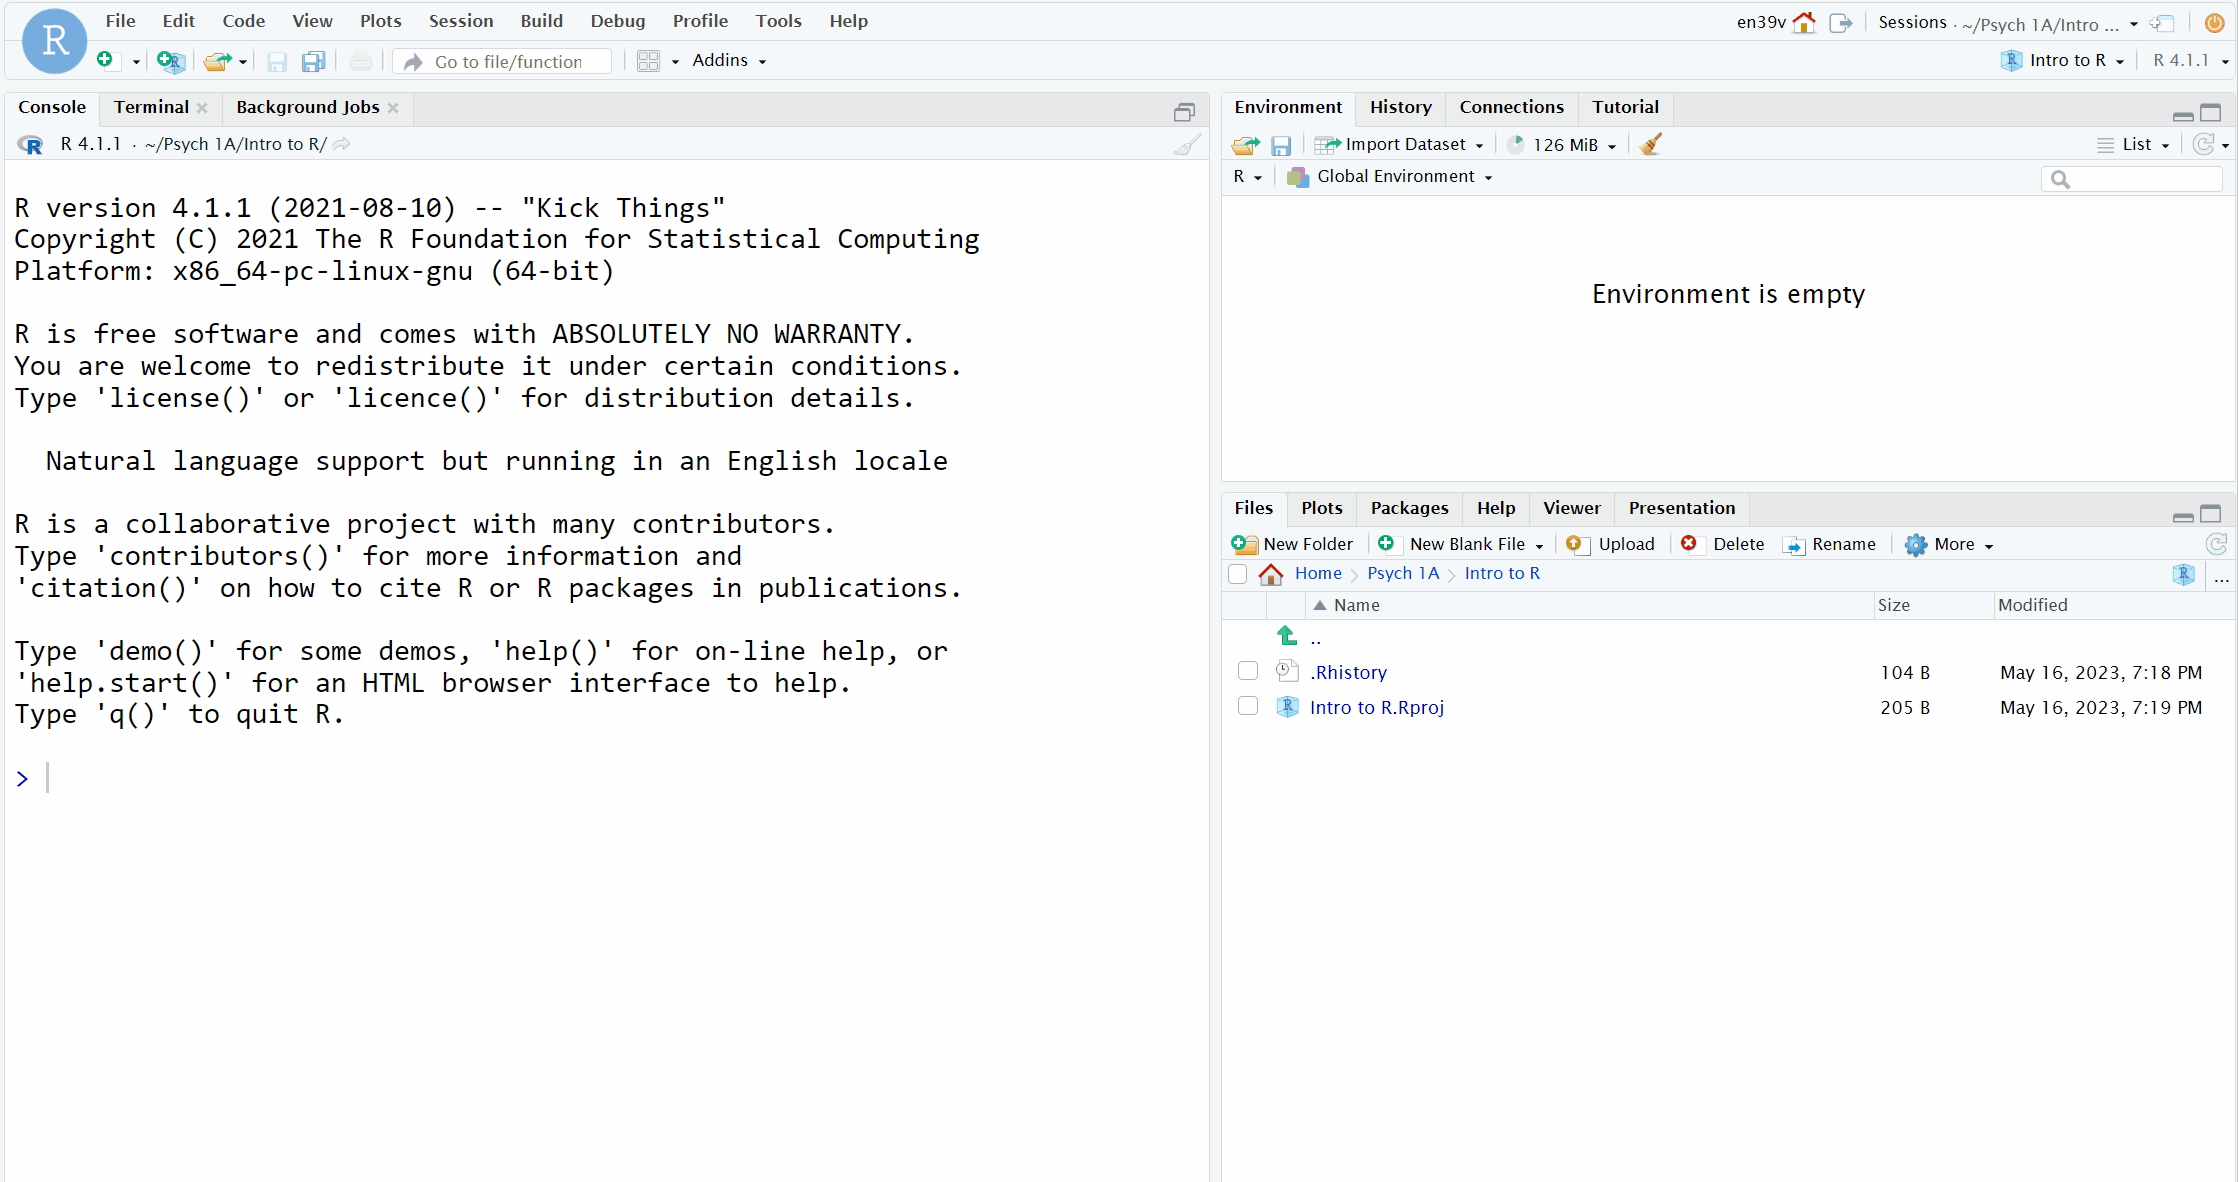 R
File Edit Code View Plots Session Build Debug Profile Tools Help
en39v Sessions ~/Psych 1A/Intro ...
Go to file/function Addins
Intro to R R 4.1.1
Console Terminal Background Jobs
R 4.1.1 · ~/Psych 1A/Intro to R/
R version 4.1.1 (2021-08-10) -- "Kick Things"
Copyright (C) 2021 The R Foundation for Statistical Computing
Platform: x86_64-pc-linux-gnu (64-bit)
R is free software and comes with ABSOLUTELY NO WARRANTY.
You are welcome to redistribute it under certain conditions.
Type 'license()' or 'licence()' for distribution details.
Natural language support but running in an English locale
R is a collaborative project with many contributors.
Type 'contributors()' for more information and
'citation()' on how to cite R or R packages in publications.
Type 'demo()' for some demos, 'help()' for on-line help, or
'help.start()' for an HTML browser interface to help.
Type 'q()' to quit R.
>
Environment History Connections Tutorial
Import Dataset 126 MiB List
R Global Environment
Environment is empty
Files Plots Packages Help Viewer Presentation
New Folder New Blank File Upload Delete Rename More
Home Psych 1A Intro to R ...
Name Size Modified
..
.Rhistory 104 B May 16, 2023, 7:18 PM
Intro to R.Rproj 205 B May 16, 2023, 7:19 PM